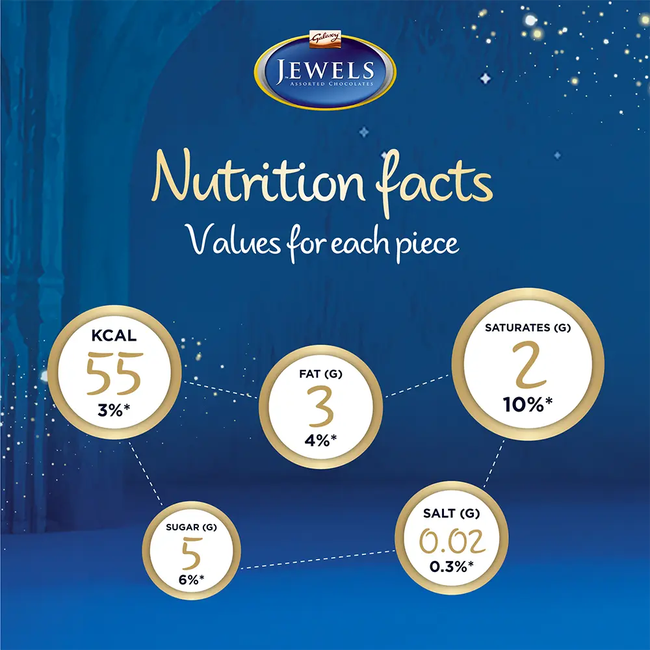 Galaxy
JEWELS
ASSORTED CHOCOLATES
Nutrition facts
Values for each piece
KCAL
55
3%*
FAT (G)
3
4%*
SATURATES (G)
2
10%*
SUGAR (G)
5
6%*
SALT (G)
0.02
0.3%*